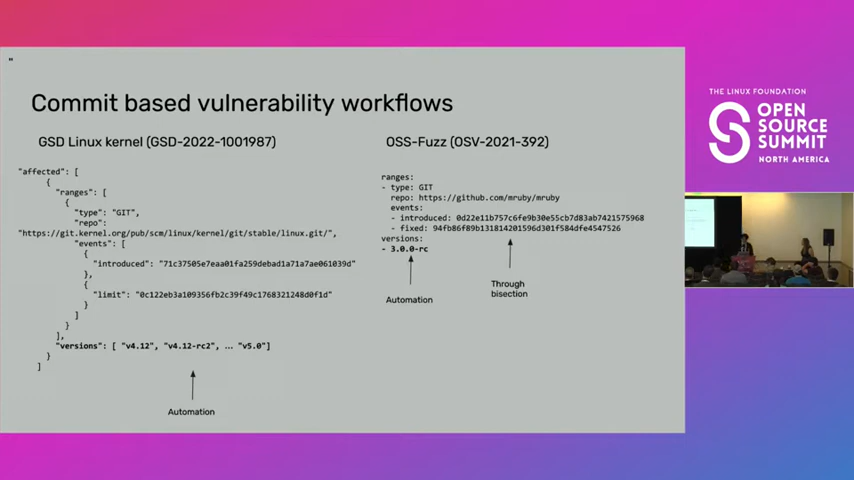 "
Commit based vulnerability workflows
GSD Linux kernel (GSD-2022-1001987)
"affected": [
{
"ranges": [
{
"type": "GIT",
"repo":
"https://git.kernel.org/pub/scm/linux/kernel/git/stable/linux.git/",
"events": [
{
"introduced": "71c37505e7eaa01fa259debad1a71a7ae061039d"
},
{
"limit": "0c122eb3a109356fb2c39f49c1768321248d0f1d"
}
]
}
],
"versions": [ "v4.12", "v4.12-rc2", … "v5.0"]
}
]
Automation
OSS-Fuzz (OSV-2021-392)
ranges:
- type: GIT
repo: https://github.com/mruby/mruby
events:
- introduced: 0d22e11b757c6fe9b30e55cb7d83ab7421575968
- fixed: 94fb86f89b131814201596d301f584dfe4547526
versions:
- 3.0.0-rc
Automation
Through
bisection
THE LINUX FOUNDATION
OPEN
SOURCE
SUMMIT
NORTH AMERICA